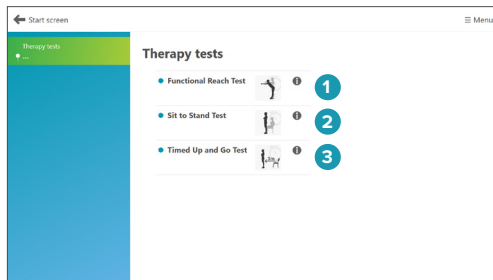 Start screen
≡ Menu
Therapy tests
...
Therapy tests
Functional Reach Test
1
Sit to Stand Test
2
Timed Up and Go Test
3